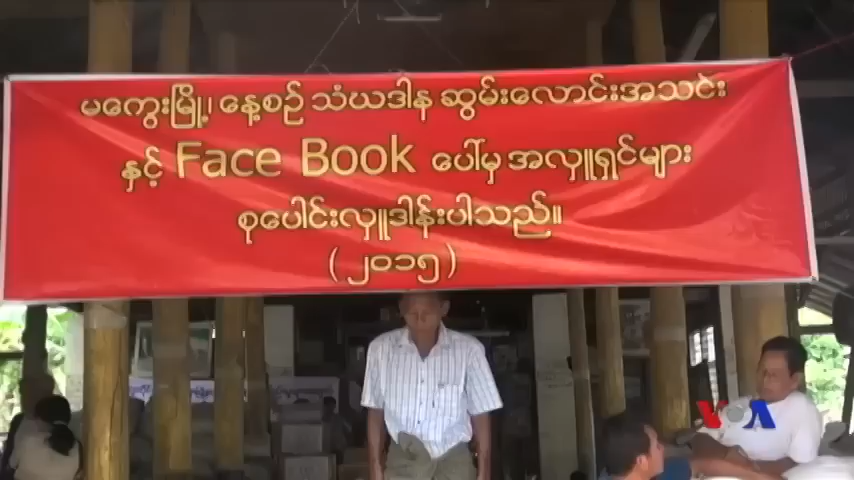 မကွေးမြို့၊ နေ့စဉ် သံဃဒါန ဆွမ်းလောင်းအသင်း
နှင့် Face Book ပေါ်မှ အလှူရှင်များ
စုပေါင်းလှူဒါန်းပါသည်။
(၂၀၁၅)
VOA